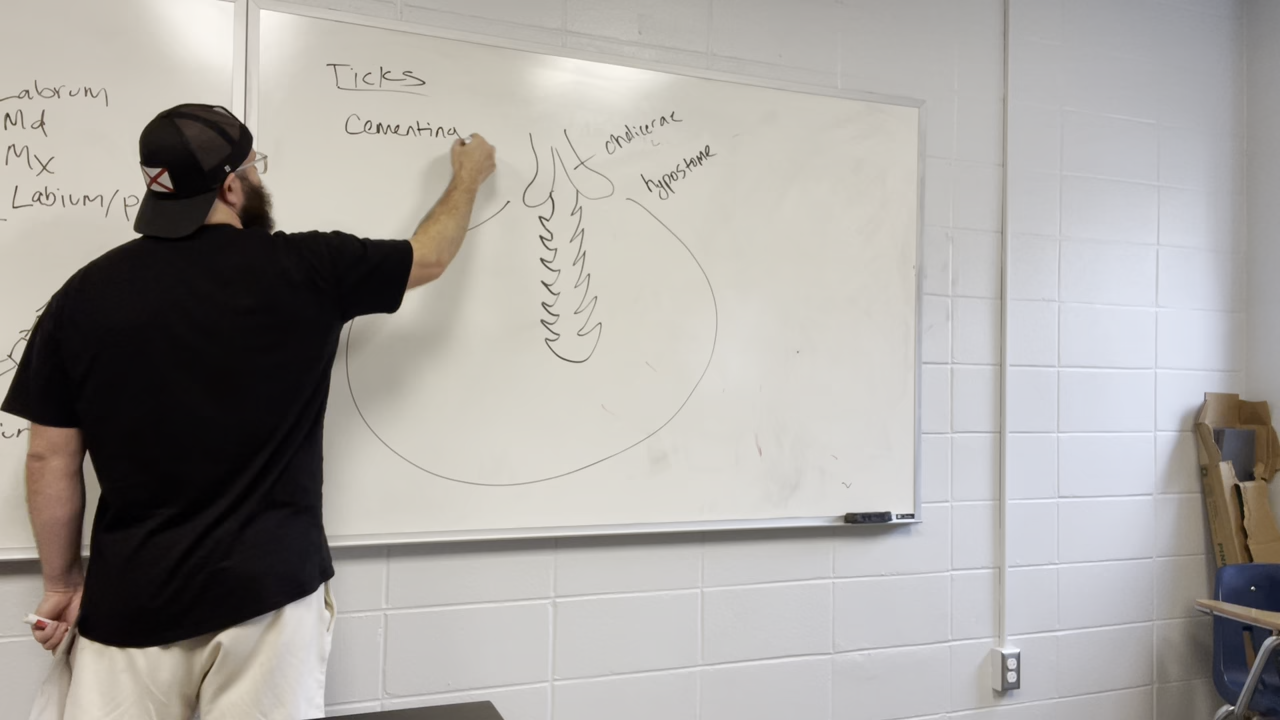 Labrum
Md
Mx
Labium/p
Ticks
Cementing
chelicerae
hypostome